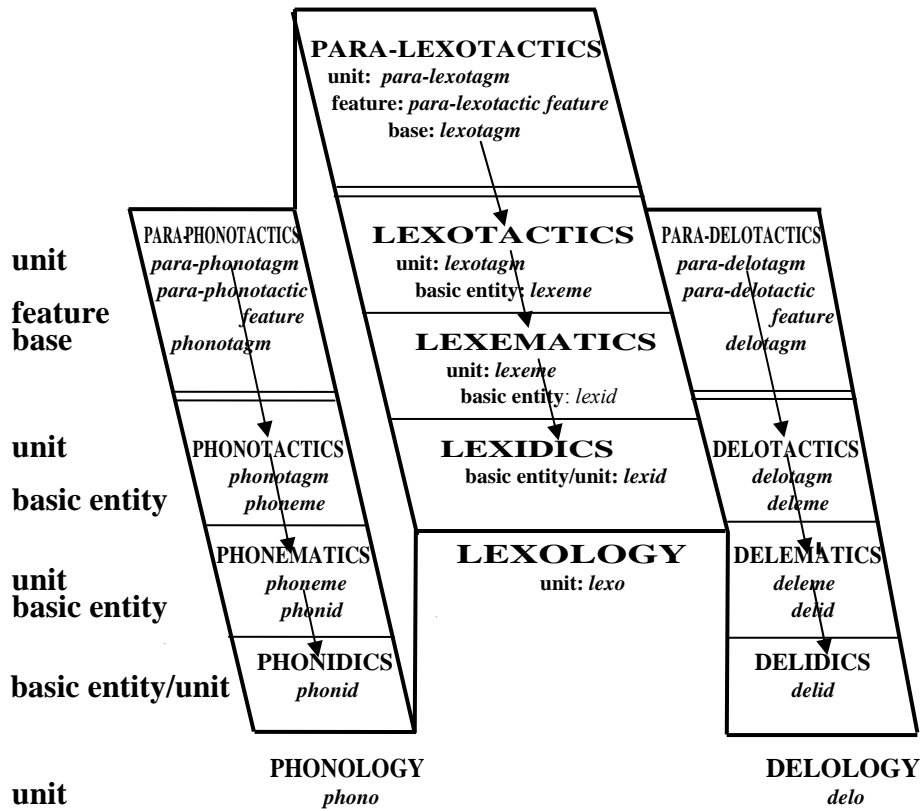 PARA-LEXOTACTICS
unit: para-lexotagm
feature: para-lexotactic feature
base: lexotagm
PARA-PHONOTACTICS
LEXOTACTICS
PARA-DELOTACTICS
unit
para-phonotagm
unit: lexotagm
para-delotagm
para-phonotactic
basic entity: lexeme
para-delotactic
feature
feature
feature
base
phonotagm
LEXEMATICS
delotagm
unit: lexeme
basic entity: lexid
unit
PHONOTACTICS
LEXIDICS
DELOTACTICS
phonotagm
basic entity/unit: lexid
delotagm
basic entity
phoneme
deleme
PHONEMATICS
LEXOLOGY
DELEMATICS
unit
phoneme
unit: lexo
deleme
basic entity
phonid
delid
PHONIDICS
DELIDICS
basic entity/unit
phonid
delid
PHONOLOGY
DELOLOGY
unit
phono
delo